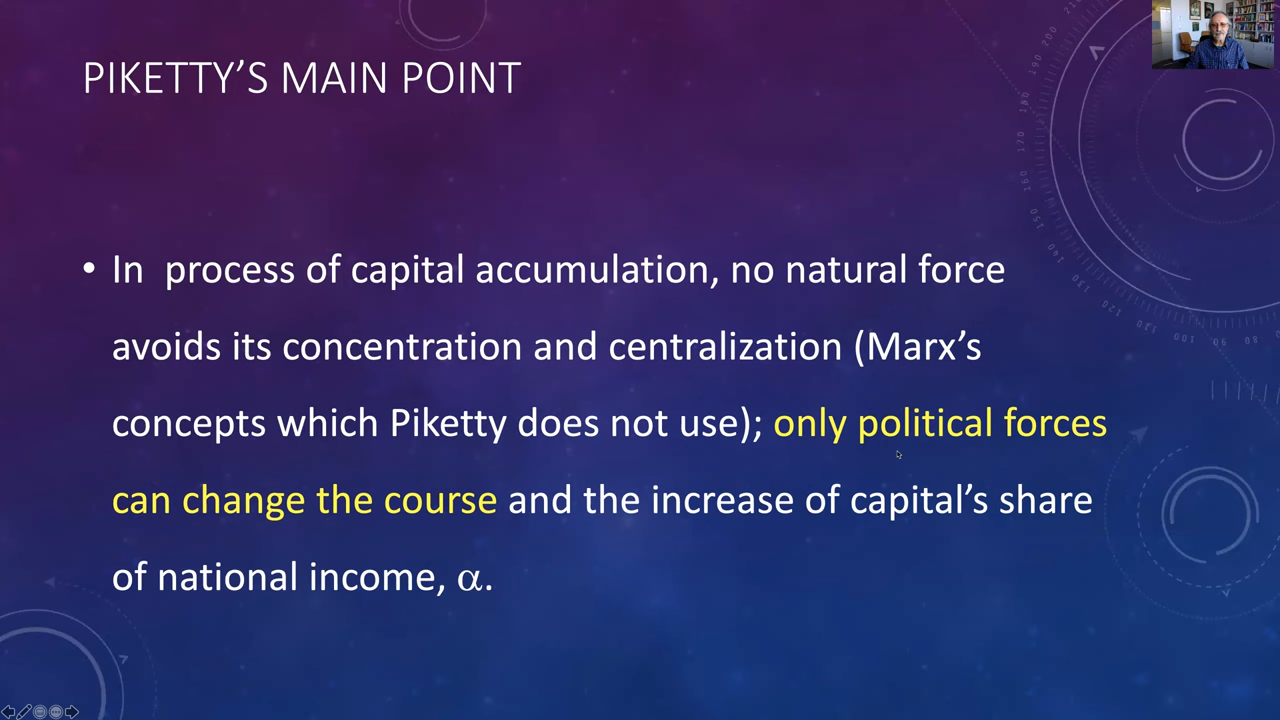 PIKETTY’S MAIN POINT
• In process of capital accumulation, no natural force
avoids its concentration and centralization (Marx’s
concepts which Piketty does not use); only political forces
can change the course and the increase of capital’s share
of national income, α.